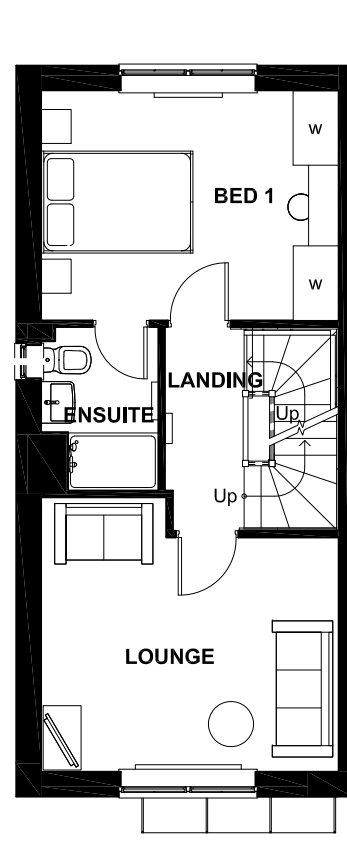 W
BED 1
W
LANDING
ENSUITE
Up
Up
LOUNGE